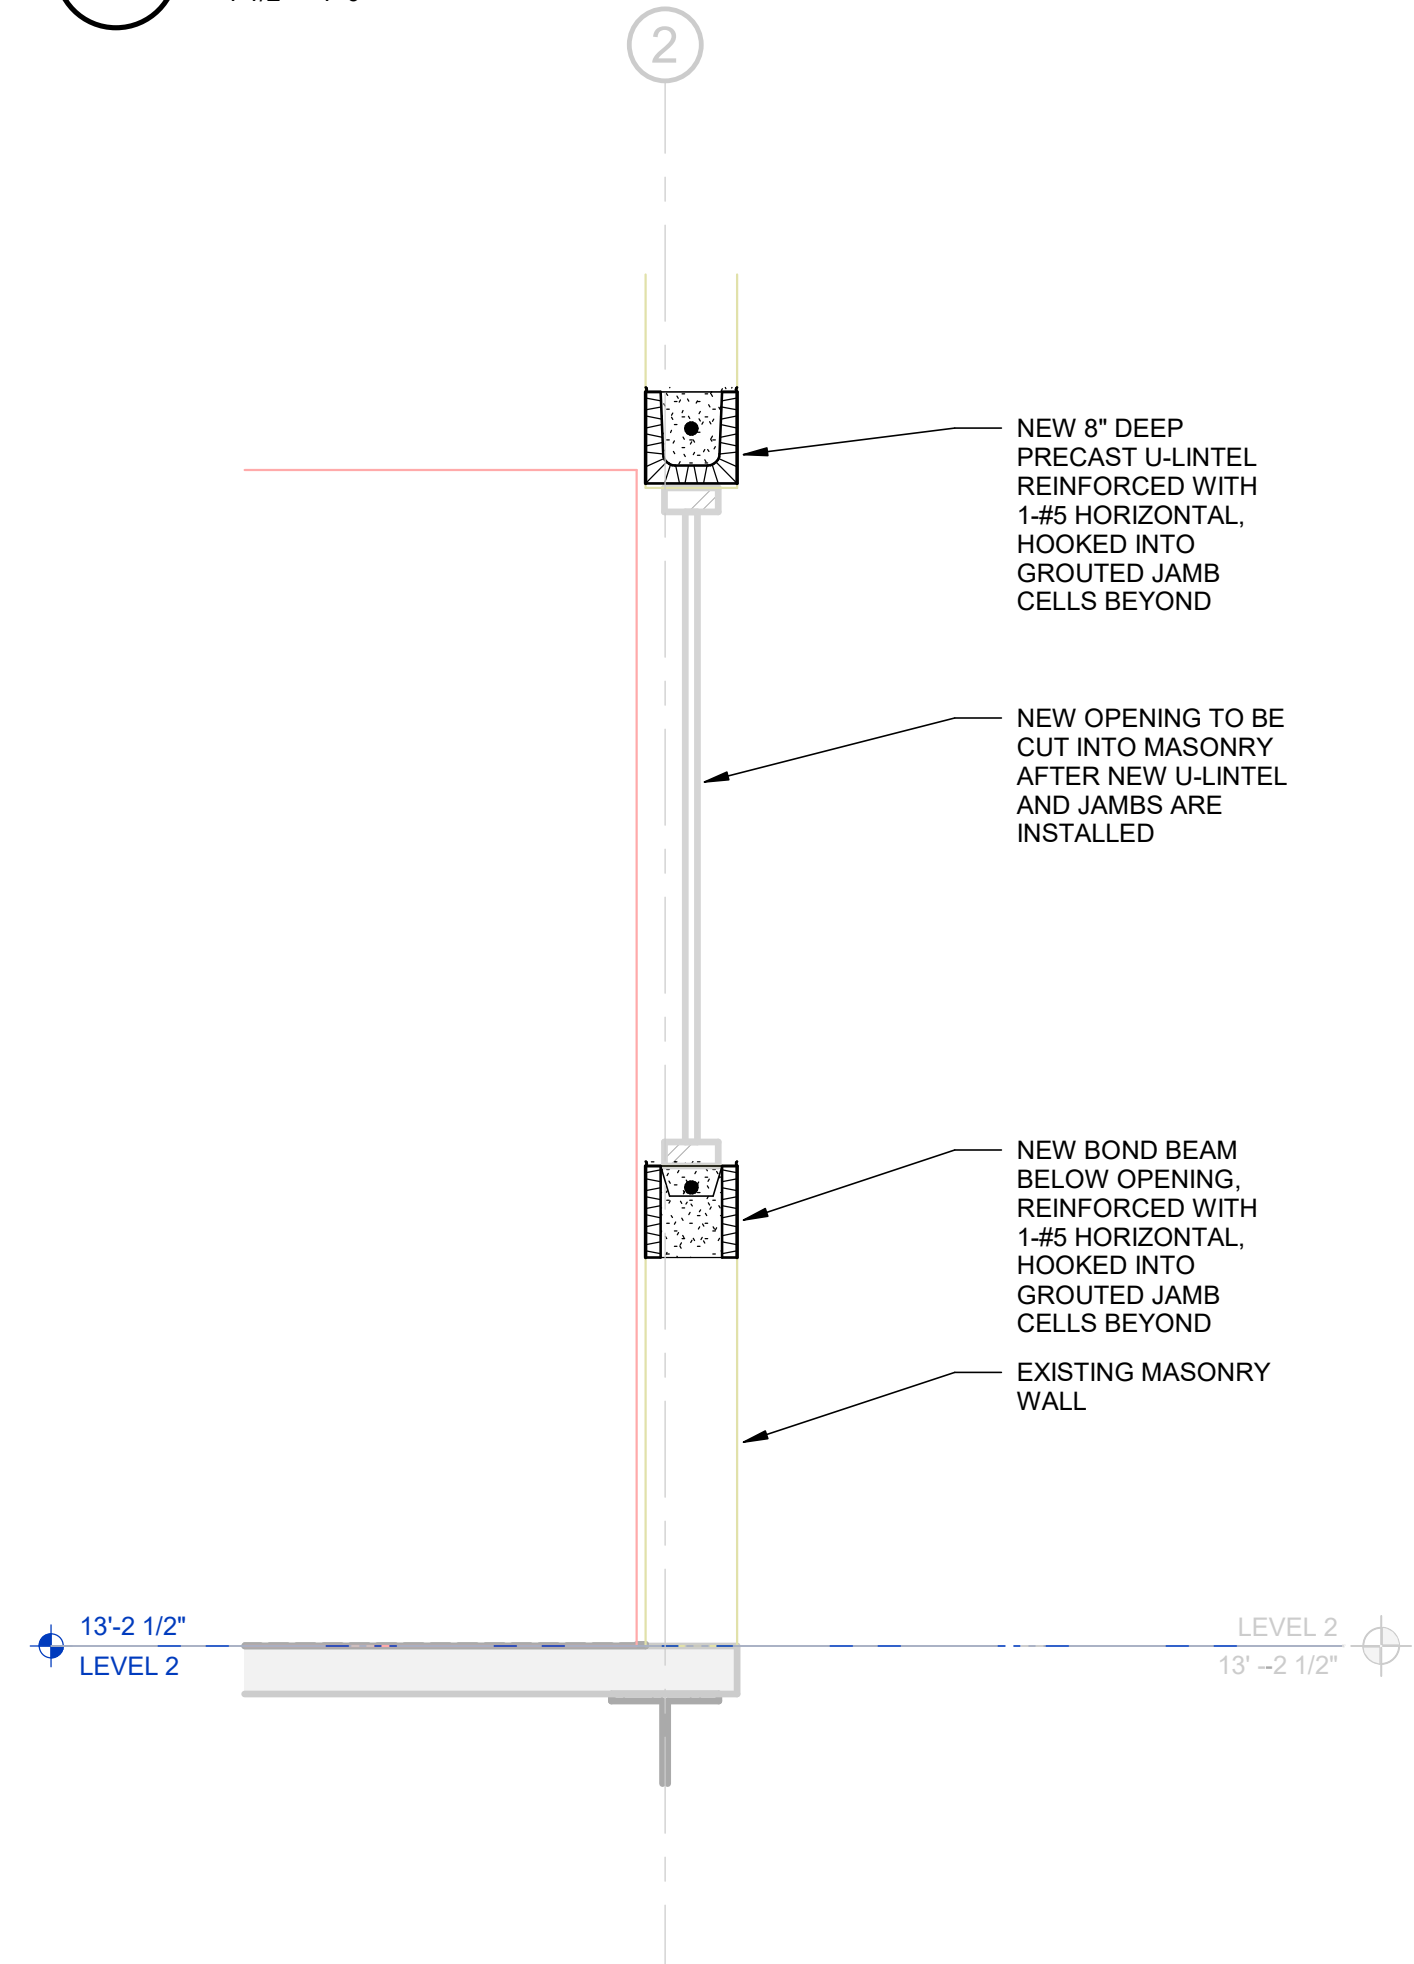 2
NEW 8" DEEP
PRECAST U-LINTEL
REINFORCED WITH
1-#5 HORIZONTAL,
HOOKED INTO
GROUTED JAMB
CELLS BEYOND
NEW OPENING TO BE
CUT INTO MASONRY
AFTER NEW U-LINTEL
AND JAMBS ARE
INSTALLED
NEW BOND BEAM
BELOW OPENING,
REINFORCED WITH
1-#5 HORIZONTAL,
HOOKED INTO
GROUTED JAMB
CELLS BEYOND
EXISTING MASONRY
WALL
13'-2 1/2"
LEVEL 2
LEVEL 2
13' -–2 1/2"